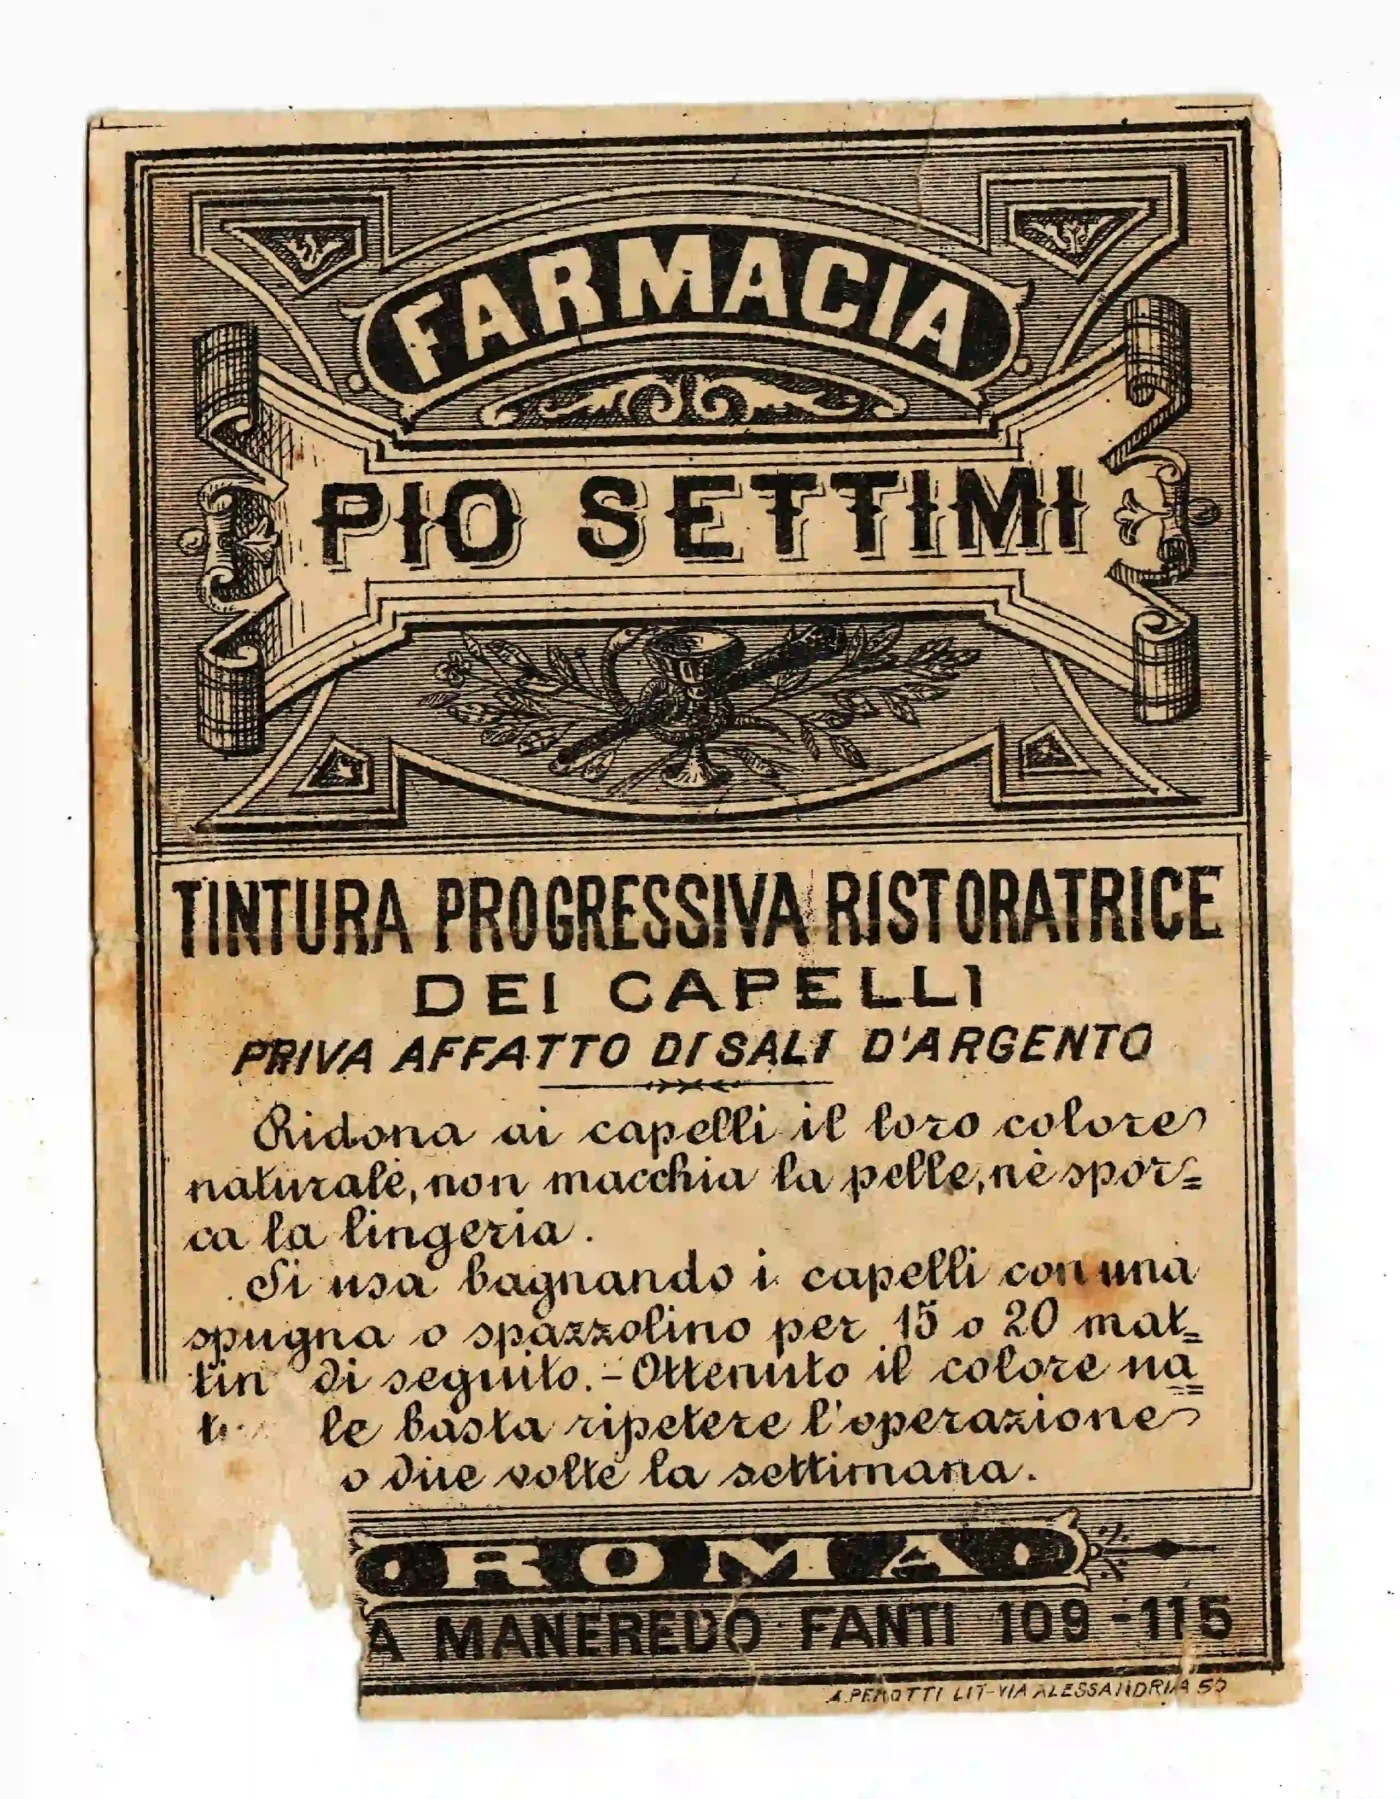 FARMACIA
PIO SETTIMI
TINTURA PROGRESSIVA RISTORATRICE
DEI CAPELLI
PRIVA AFFATTO DI SALI D'ARGENTO
Ridona ai capelli il loro colore
naturale, non macchia la pelle, nè spor=
ca la lingeria.
Si usa bagnando i capelli con una
spugna o spazzolino per 15 o 20 mat=
tin di seguito. - Ottenuto il colore na=
le basta ripetere l'operazione
o due volte la settimana.
ROMA
A MANFREDO FANTI 109-115
A. PEROTTI LIT-VIA ALESSANDRIA 50